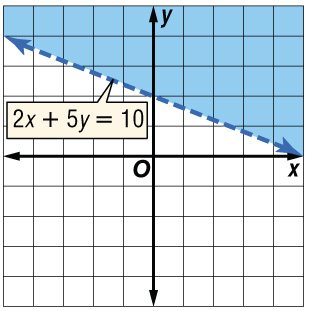 y
2x + 5y = 10
O
x